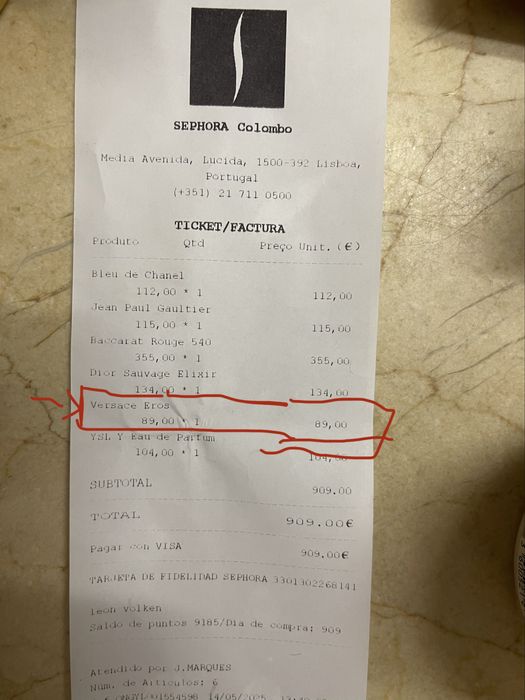 SEPHORA Colombo
Media Avenida, Lucida, 1500-392 Lisboa,
Portugal
(+351) 21 711 0500
TICKET/FACTURA
Produto Qtd Preço Unit. (€)
Bleu de Chanel
112,00 * 1 112,00
Jean Paul Gaultier
115,00 * 1 115,00
Baccarat Rouge 540
355,00 * 1 355,00
Dior Sauvage Elixir
134,00 * 1 134,00
Versace Eros
89,00 * 1 89,00
YSL Y Eau de Parfum
104,00 * 1 104,00
SUBTOTAL 909.00
TOTAL 909.00€
Pagar con VISA 909.00€
TARJETA DE FIDELIDAD SEPHORA 3301302268141
Leon Volken
Saldo de puntos 9185/Dia de compra: 909
Atendido por J.MARQUES
Num. de Articulos: 6
14/05/2025